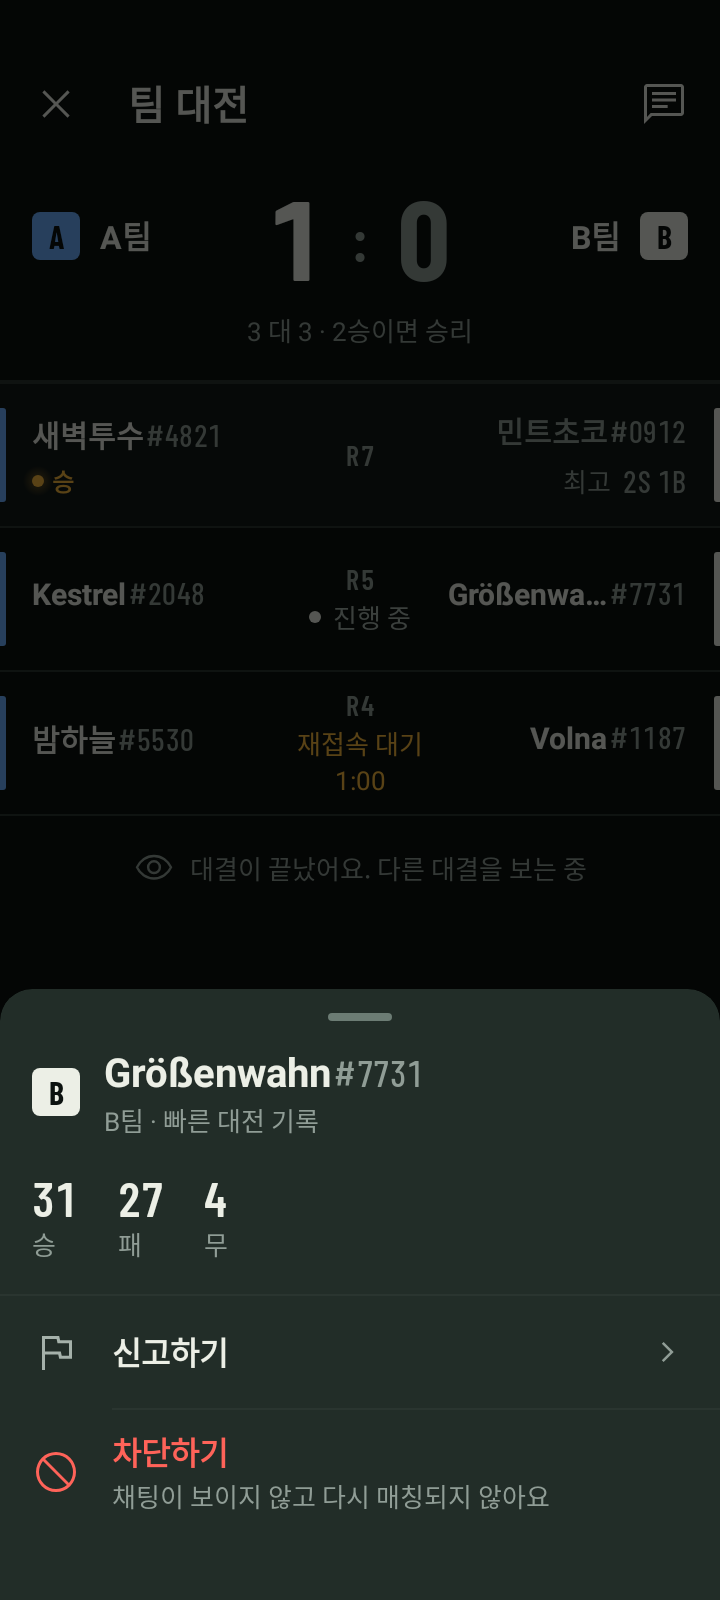 팀 대전
A A팀 1 : 0 B팀 B
3 대 3 · 2승이면 승리
새벽투수#4821 R7 민트초코#0912
승 최고 2S 1B
Kestrel#2048 R5 Größenwa...#7731
진행 중
밤하늘#5530 R4 Volna#1187
재접속 대기
1:00
대결이 끝났어요. 다른 대결을 보는 중
B Größenwahn#7731
B팀 · 빠른 대전 기록
31 27 4
승 패 무
신고하기
차단하기
채팅이 보이지 않고 다시 매칭되지 않아요